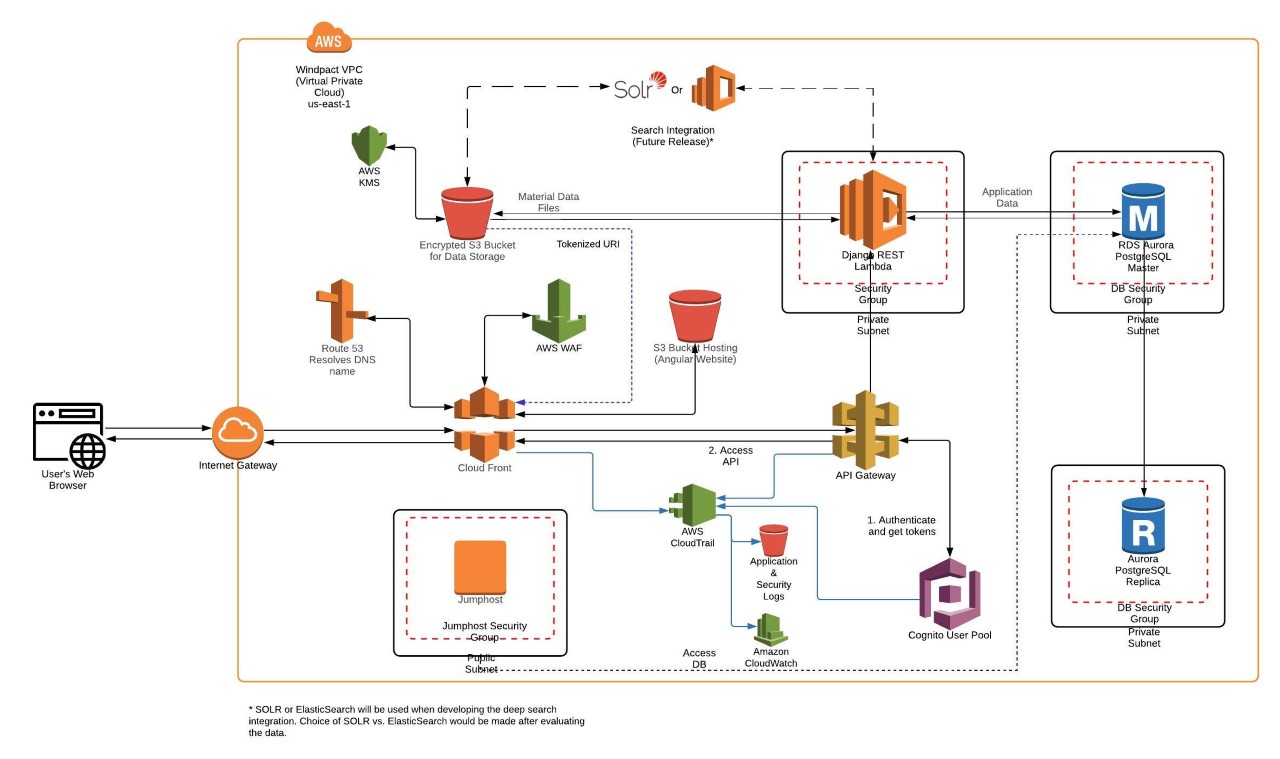 AWS
Windpact VPC
(Virtual Private
Cloud)
us-east-1
Solr
Or
Search Integration
(Future Release)*
AWS
KMS
Material Data
Files
Application
Data
Encrypted S3 Bucket
for Data Storage
Tokenized URI
Django REST
Lambda
Security
Group
Private
Subnet
M
RDS Aurora
PostgreSQL
Master
DB Security
Group
Private
Subnet
Route 53
Resolves DNS
name
AWS WAF
S3 Bucket Hosting
(Angular Website)
User's Web
Browser
Internet Gateway
Cloud Front
2. Access
API
API Gateway
AWS
CloudTrail
1. Authenticate
and get tokens
Application
&
Security
Logs
Amazon
CloudWatch
Cognito User Pool
R
Aurora
PostgreSQL
Replica
DB Security
Group
Private
Subnet
Jumphost
Jumphost Security
Group
Public
Subnet
Access
DB
* SOLR or ElasticSearch will be used when developing the deep search
integration. Choice of SOLR vs. ElasticSearch would be made after evaluating
the data.